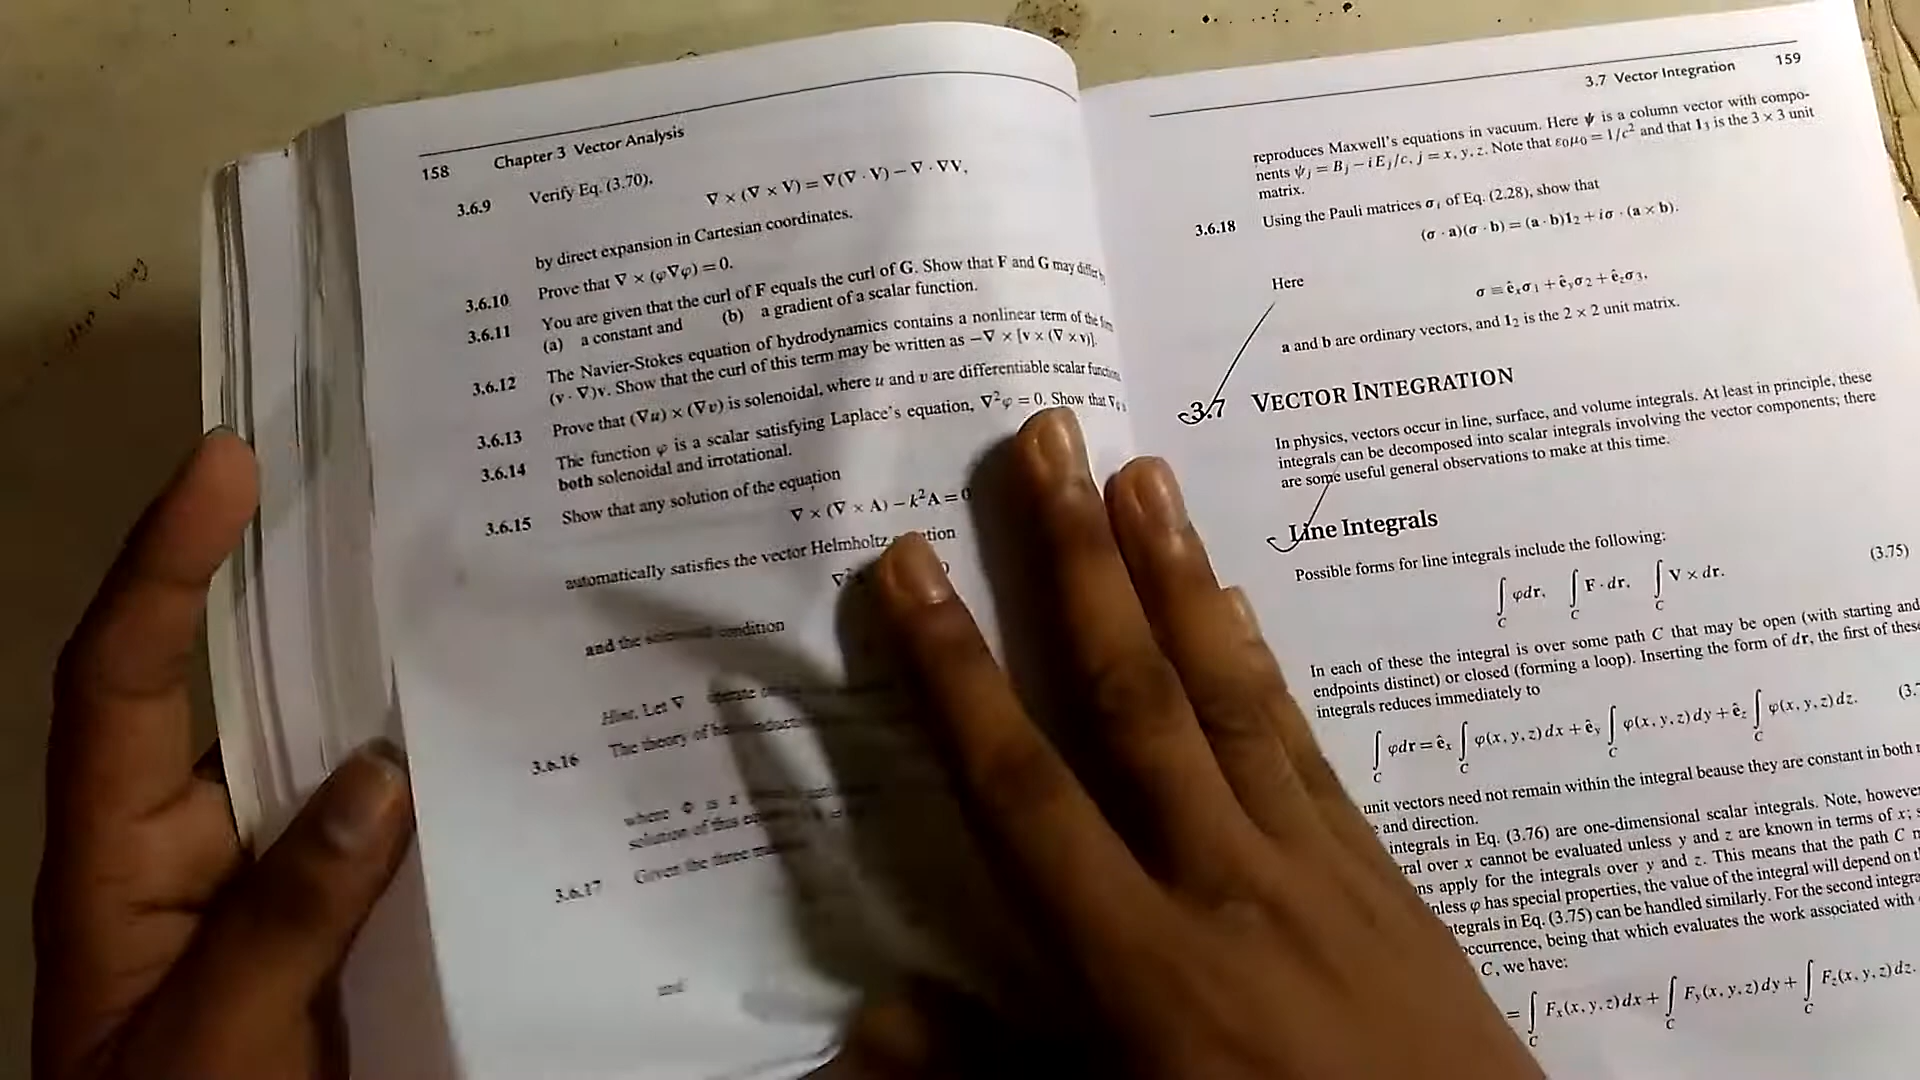 158 Chapter 3 Vector Analysis
3.6.9 Verify Eq. (3.70),
∇ × (∇ × V) = ∇(∇ · V) − ∇ · ∇V,
by direct expansion in Cartesian coordinates.
3.6.10 Prove that ∇ × (φ∇φ) = 0.
3.6.11 You are given that the curl of F equals the curl of G. Show that F and G may differ by
(a) a constant and (b) a gradient of a scalar function.
3.6.12 The Navier-Stokes equation of hydrodynamics contains a nonlinear term of the form
(v · ∇)v. Show that the curl of this term may be written as −∇ × [v × (∇ × v)].
3.6.13 Prove that (∇u) × (∇v) is solenoidal, where u and v are differentiable scalar
3.6.14 The function φ is a scalar satisfying Laplace's equation, ∇²φ = 0. Show that
both solenoidal and irrotational.
3.6.15 Show that any solution of the equation
∇ × (∇ × A) − k²A = 0
automatically satisfies the vector Helmholtz
and the condition
Hint. Let ∇ operate
3.6.16 The theory of
where Φ is a
solution of this
3.6.17 Given the three
and
3.7 Vector Integration 159
reproduces Maxwell's equations in vacuum. Here ψ is a column vector with compo-
nents ψj = Bj − iEj/c, j = x, y, z. Note that ε0μ0 = 1/c² and that 1₃ is the 3 × 3 unit
matrix.
3.6.18 Using the Pauli matrices σi of Eq. (2.28), show that
(σ · a)(σ · b) = (a · b)1₂ + iσ · (a × b).
Here
σ ≡ êxσ1 + êyσ2 + êzσ3,
a and b are ordinary vectors, and 1₂ is the 2 × 2 unit matrix.
3.7 VECTOR INTEGRATION
In physics, vectors occur in line, surface, and volume integrals. At least in principle, these
integrals can be decomposed into scalar integrals involving the vector components; there
are some useful general observations to make at this time.
Line Integrals
Possible forms for line integrals include the following:
∫C φdr, ∫C F · dr, ∫C V × dr. (3.75)
In each of these the integral is over some path C that may be open (with starting and
endpoints distinct) or closed (forming a loop). Inserting the form of dr, the first of these
integrals reduces immediately to
∫C φdr = êx ∫C φ(x, y, z) dx + êy ∫C φ(x, y, z) dy + êz ∫C φ(x, y, z) dz.
unit vectors need not remain within the integral beause they are constant in both
and direction.
integrals in Eq. (3.76) are one-dimensional scalar integrals. Note, however
ral over x cannot be evaluated unless y and z are known in terms of x;
ns apply for the integrals over y and z. This means that the path C
nless φ has special properties, the value of the integral will depend on
tegrals in Eq. (3.75) can be handled similarly. For the second
occurrence, being that which evaluates the work associated with
C, we have:
= ∫C Fx(x, y, z) dx + ∫C Fy(x, y, z) dy + ∫C Fz(x, y, z) dz.